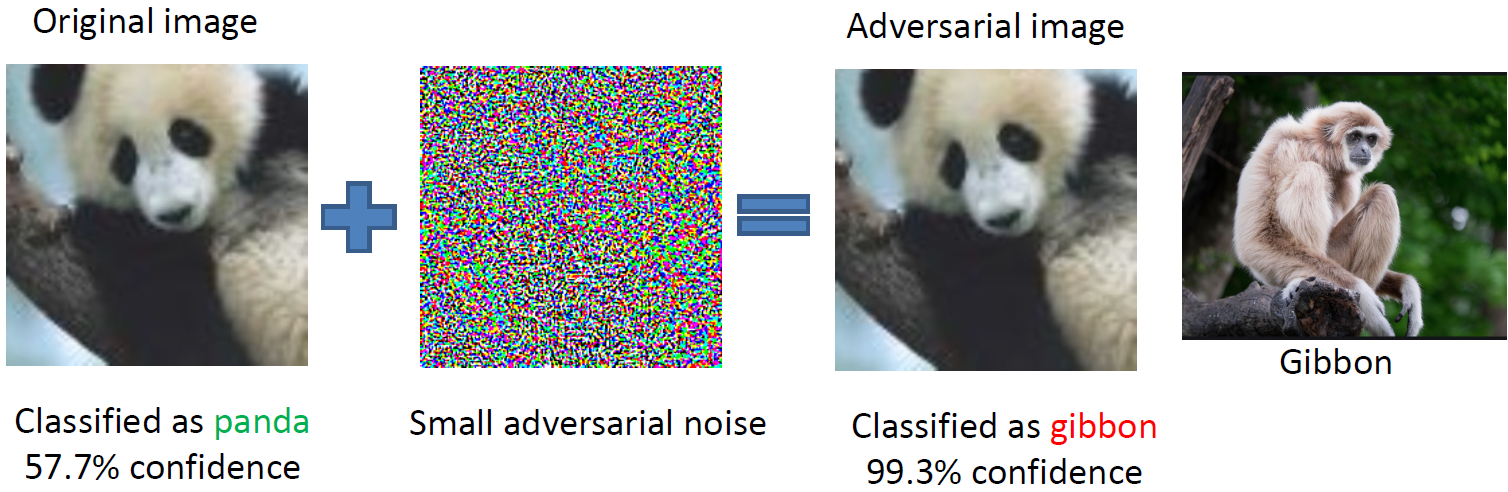 Original image
Adversarial image
Gibbon
Classified as panda
57.7% confidence
Small adversarial noise
Classified as gibbon
99.3% confidence